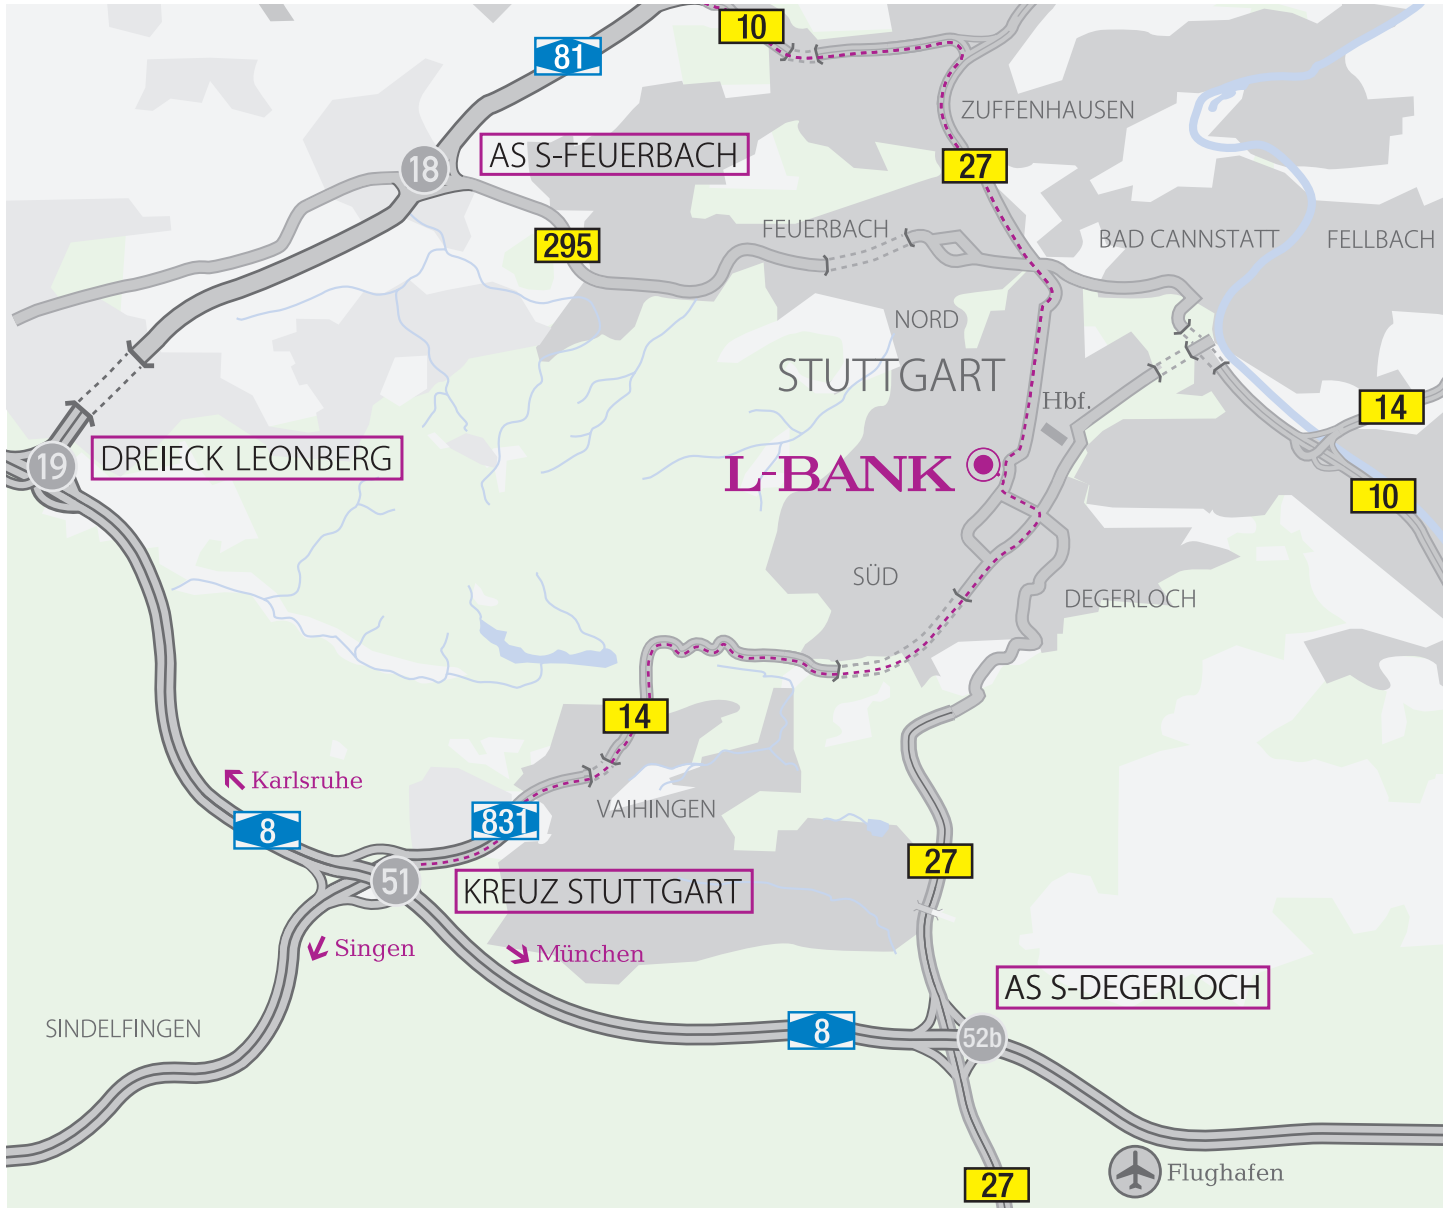 10
81
ZUFFENHAUSEN
AS S-FEUERBACH
18
27
FEUERBACH
295
BAD CANNSTATT
FELLBACH
NORD
STUTTGART
Hbf.
14
DREIECK LEONBERG
19
L-BANK
10
SÜD
DEGERLOCH
14
Karlsruhe
8
831
VAIHINGEN
27
51
KREUZ STUTTGART
Singen
München
AS S-DEGERLOCH
SINDELFINGEN
8
52b
Flughafen
27